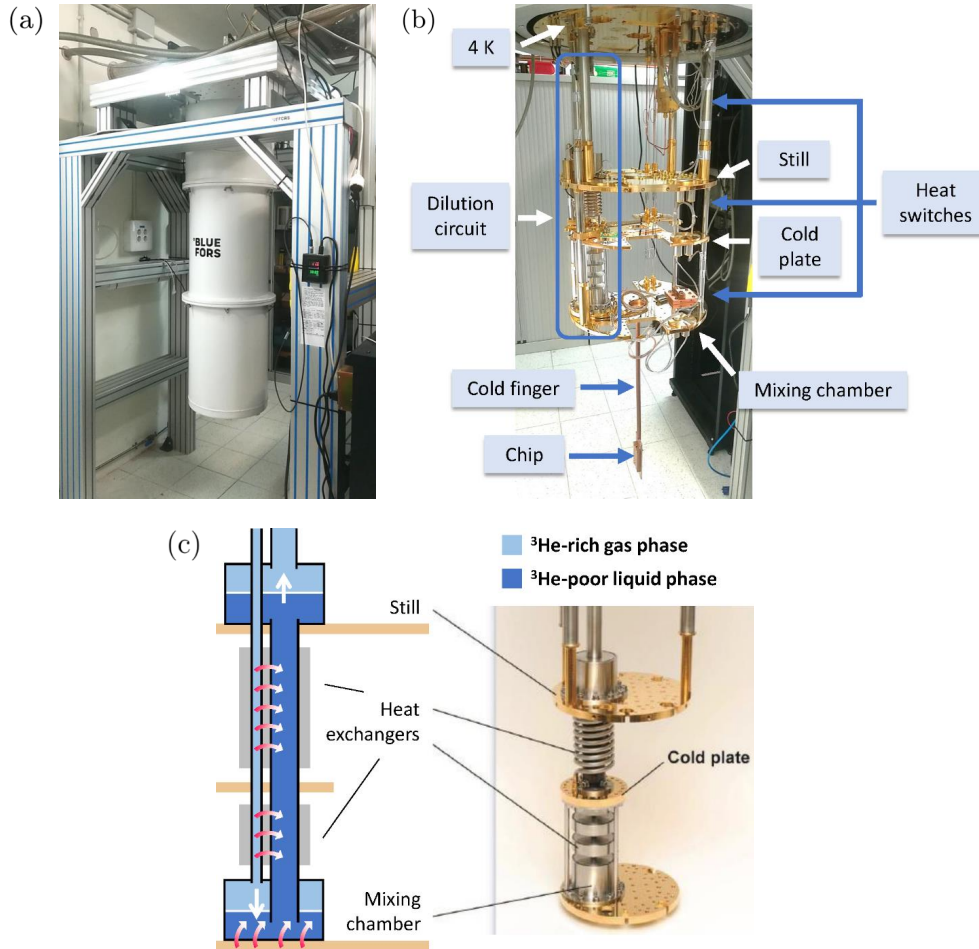 (a)
BLUE
FORS
(b)
4 K
Still
Dilution
circuit
Heat
switches
Cold
plate
Cold finger
Mixing chamber
Chip
(c)
³He-rich gas phase
³He-poor liquid phase
Still
Heat
exchangers
Cold plate
Mixing
chamber